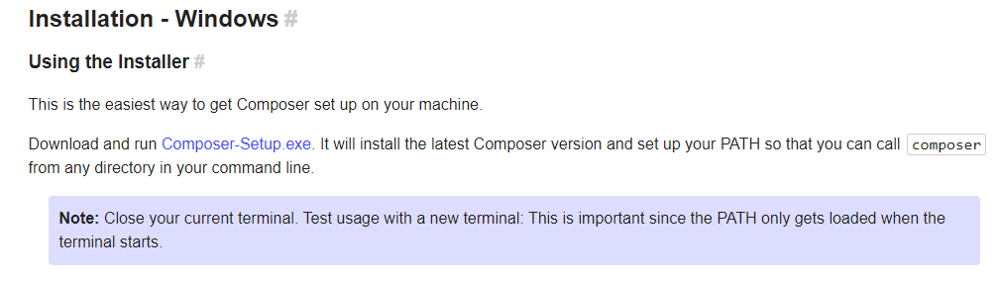 Installation - Windows #
Using the Installer #
This is the easiest way to get Composer set up on your machine.
Download and run Composer-Setup.exe. It will install the latest Composer version and set up your PATH so that you can call composer
from any directory in your command line.
Note: Close your current terminal. Test usage with a new terminal: This is important since the PATH only gets loaded when the
terminal starts.